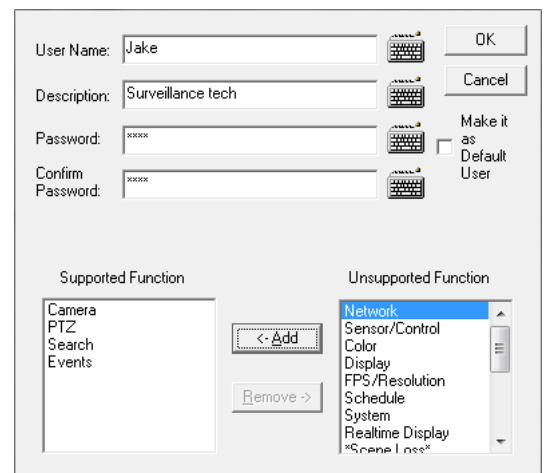 User Name: Jake
OK
Description: Surveillance tech
Cancel
Password: ****
Make it
as
Default
User
Confirm
Password: ****
Supported Function
Unsupported Function
Camera
PTZ
Search
Events
<- Add
Remove ->
Network
Sensor/Control
Color
Display
FPS/Resolution
Schedule
System
Realtime Display
*Scene Loss*